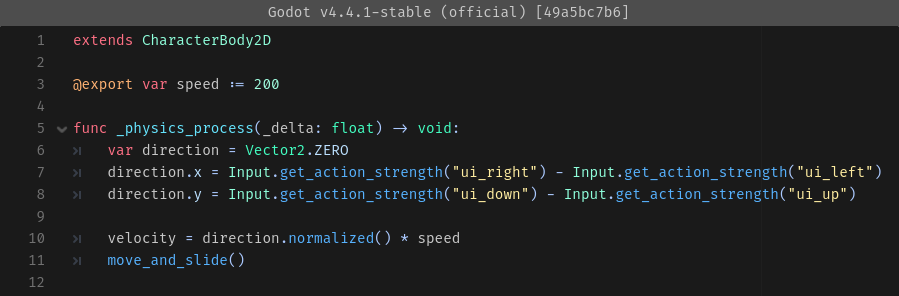 Godot v4.4.1-stable (official) [49a5bc7b6]
1 extends CharacterBody2D
2
3 @export var speed := 200
4
5 func _physics_process(_delta: float) -> void:
6 var direction = Vector2.ZERO
7 direction.x = Input.get_action_strength("ui_right") - Input.get_action_strength("ui_left")
8 direction.y = Input.get_action_strength("ui_down") - Input.get_action_strength("ui_up")
9
10 velocity = direction.normalized() * speed
11 move_and_slide()
12